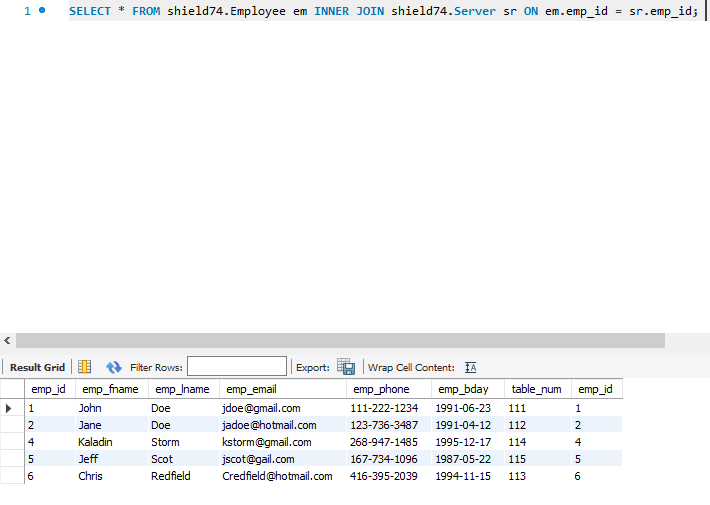 1 SELECT * FROM shield74.Employee em INNER JOIN shield74.Server sr ON em.emp_id = sr.emp_id;
Result Grid Filter Rows: Export: Wrap Cell Content:
emp_id emp_fname emp_lname emp_email emp_phone emp_bday table_num emp_id
1 John Doe jdoe@gmail.com 111-222-1234 1991-06-23 111 1
2 Jane Doe jadoe@hotmail.com 123-736-3487 1991-04-12 112 2
4 Kaladin Storm kstorm@gmail.com 268-947-1485 1995-12-17 114 4
5 Jeff Scot jscot@gail.com 167-734-1096 1987-05-22 115 5
6 Chris Redfield Credfield@hotmail.com 416-395-2039 1994-11-15 113 6